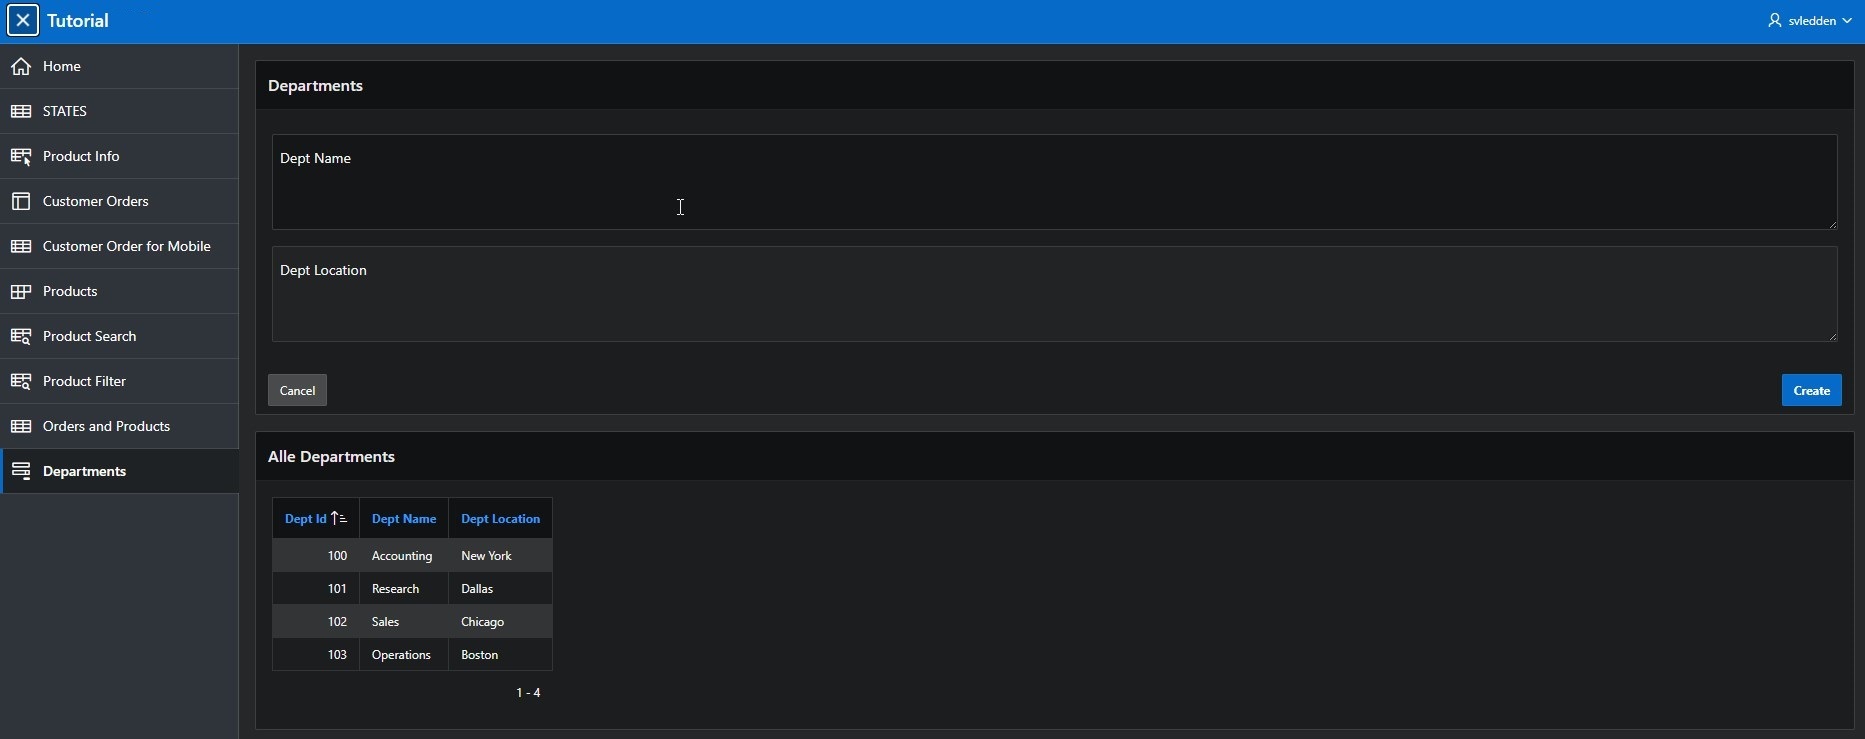 Tutorial
svledden
Home
STATES
Product Info
Customer Orders
Customer Order for Mobile
Products
Product Search
Product Filter
Orders and Products
Departments
Departments
Dept Name
Dept Location
Cancel
Create
Alle Departments
Dept Id Dept Name Dept Location
100 Accounting New York
101 Research Dallas
102 Sales Chicago
103 Operations Boston
1 - 4